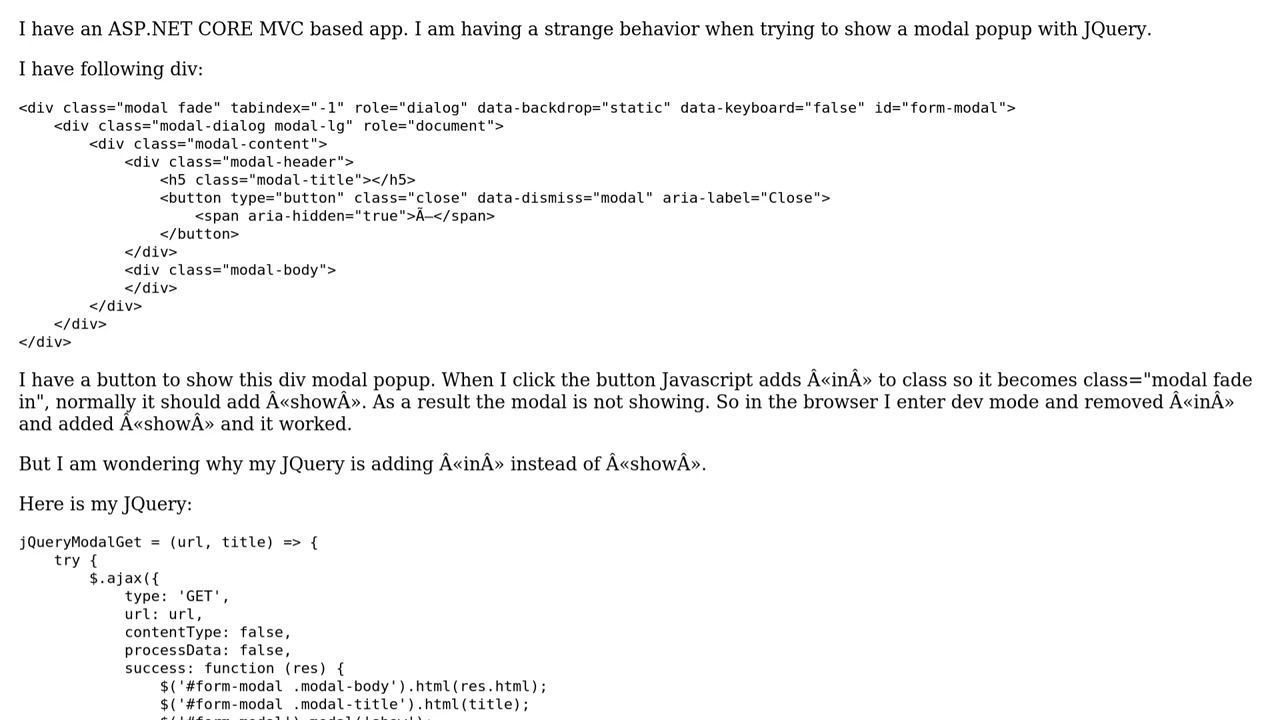 I have an ASP.NET CORE MVC based app. I am having a strange behavior when trying to show a modal popup with JQuery.
I have following div:
<div class="modal fade" tabindex="-1" role="dialog" data-backdrop="static" data-keyboard="false" id="form-modal">
    <div class="modal-dialog modal-lg" role="document">
        <div class="modal-content">
            <div class="modal-header">
                <h5 class="modal-title"></h5>
                <button type="button" class="close" data-dismiss="modal" aria-label="Close">
                    <span aria-hidden="true">Ã—</span>
                </button>
            </div>
            <div class="modal-body">
            </div>
        </div>
    </div>
</div>
I have a button to show this div modal popup. When I click the button Javascript adds Â«inÂ» to class so it becomes class="modal fade
in", normally it should add Â«showÂ». As a result the modal is not showing. So in the browser I enter dev mode and removed Â«inÂ»
and added Â«showÂ» and it worked.
But I am wondering why my JQuery is adding Â«inÂ» instead of Â«showÂ».
Here is my JQuery:
jQueryModalGet = (url, title) => {
    try {
        $.ajax({
            type: 'GET',
            url: url,
            contentType: false,
            processData: false,
            success: function (res) {
                $('#form-modal .modal-body').html(res.html);
                $('#form-modal .modal-title').html(title);
                $('#form-modal').modal('show');